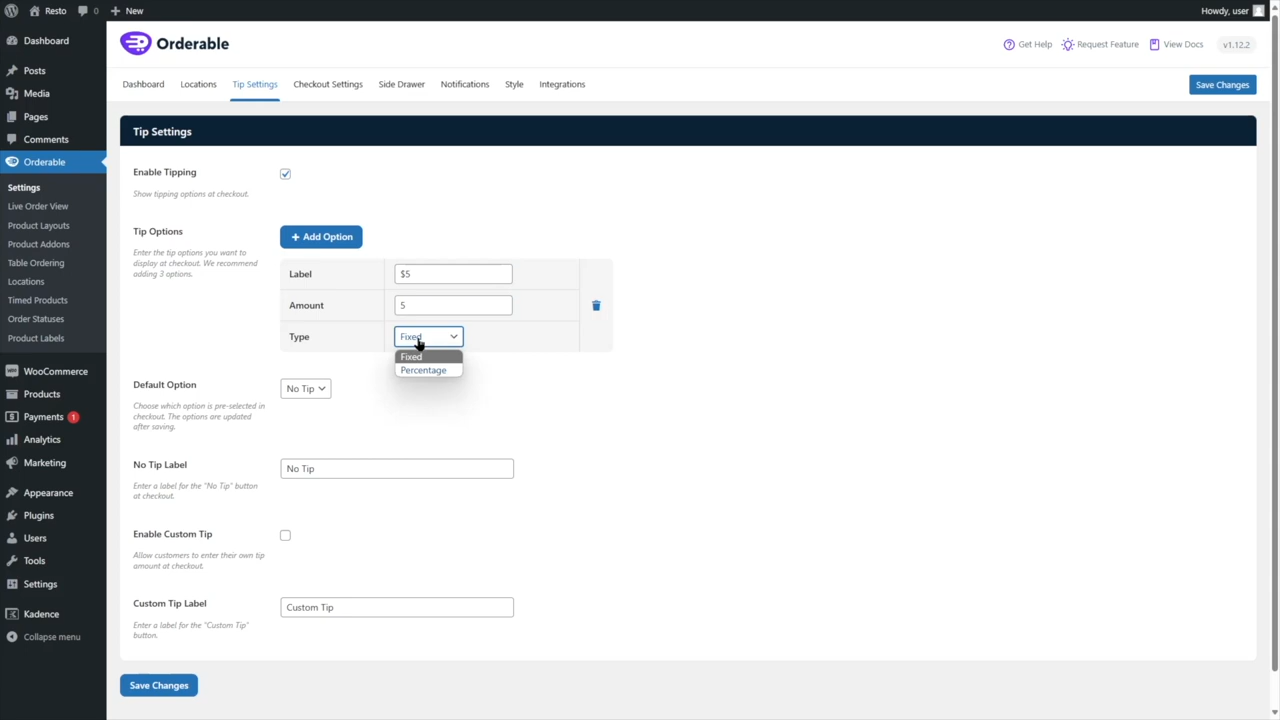 Resto
0
New
Howdy, user
Dashboard
Posts
Media
Pages
Comments
Orderable
Settings
Live Order View
Product Layouts
Product Addons
Table Ordering
Locations
Timed Products
Order Statuses
Product Labels
WooCommerce
Products
Payments 1
Analytics
Marketing
Appearance
Plugins
Users
Tools
Settings
Kadence
Collapse menu
Orderable
Get Help
Request Feature
View Docs
v1.12.2
Dashboard
Locations
Tip Settings
Checkout Settings
Side Drawer
Notifications
Style
Integrations
Save Changes
Tip Settings
Enable Tipping
Show tipping options at checkout.
Tip Options
Enter the tip options you want to
display at checkout. We recommend
adding 3 options.
+ Add Option
Label
$5
Amount
5
Type
Fixed
Fixed
Percentage
Default Option
Choose which option is pre-selected in
checkout. The options are updated
after saving.
No Tip
No Tip Label
Enter a label for the "No Tip" button
at checkout.
No Tip
Enable Custom Tip
Allow customers to enter their own tip
amount at checkout.
Custom Tip Label
Enter a label for the "Custom Tip"
button.
Custom Tip
Save Changes